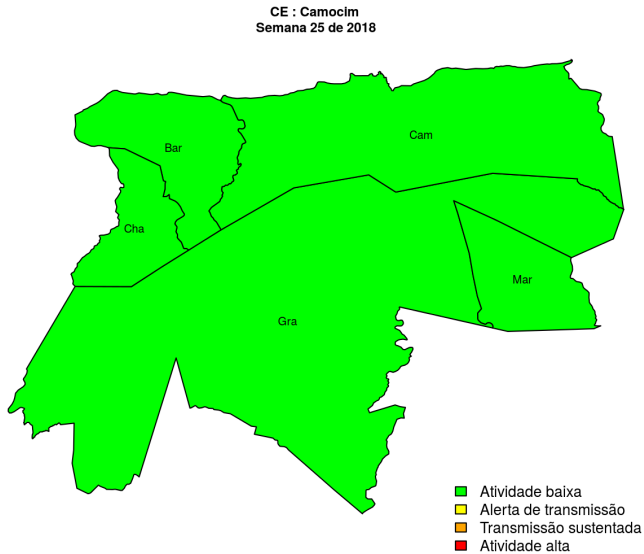 CE : Camocim
Semana 25 de 2018
Bar
Cam
Cha
Mar
Gra
Atividade baixa
Alerta de transmissão
Transmissão sustentada
Atividade alta